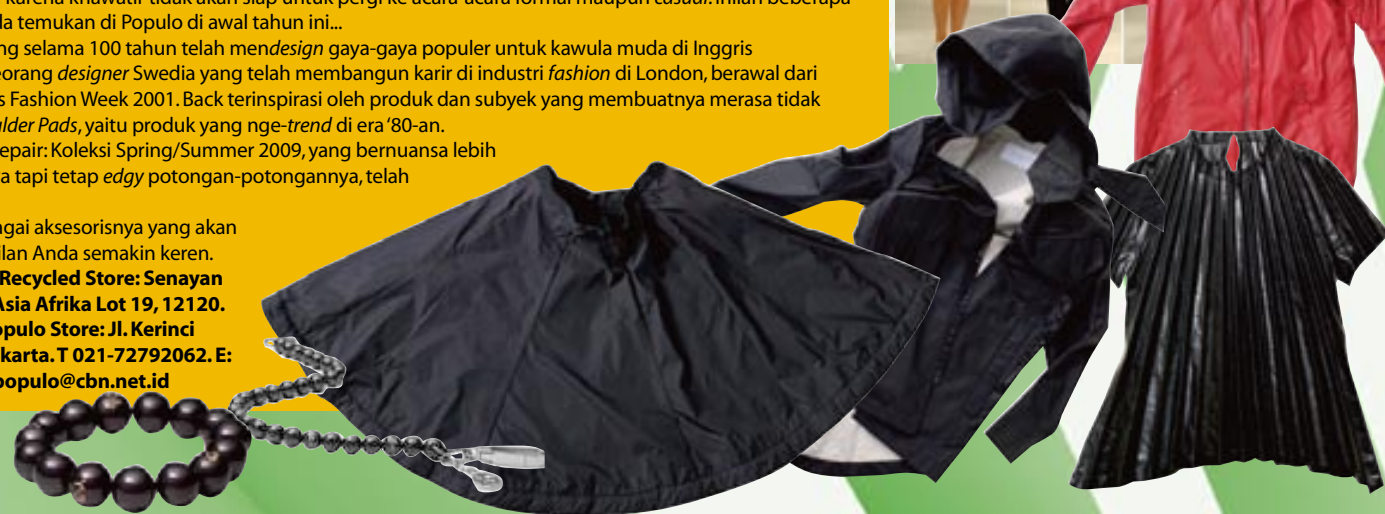 karena khawatir tidak akan siap untuk pergi ke acara-acara formal maupun casual. Inilah beberapa
la temukan di Populo di awal tahun ini...
ng selama 100 tahun telah mendesign gaya-gaya populer untuk kawula muda di Inggris
eorang designer Swedia yang telah membangun karir di industri fashion di London, berawal dari
s Fashion Week 2001. Back terinspirasi oleh produk dan subyek yang membuatnya merasa tidak
ulder Pads, yaitu produk yang nge-trend di era '80-an.
epair: Koleksi Spring/Summer 2009, yang bernuansa lebih
a tapi tetap edgy potongan-potongannya, telah
ngai aksesorisnya yang akan
ilan Anda semakin keren.
Recycled Store: Senayan
Asia Afrika Lot 19, 12120.
opulo Store: Jl. Kerinci
karta. T 021-72792062. E:
populo@cbn.net.id